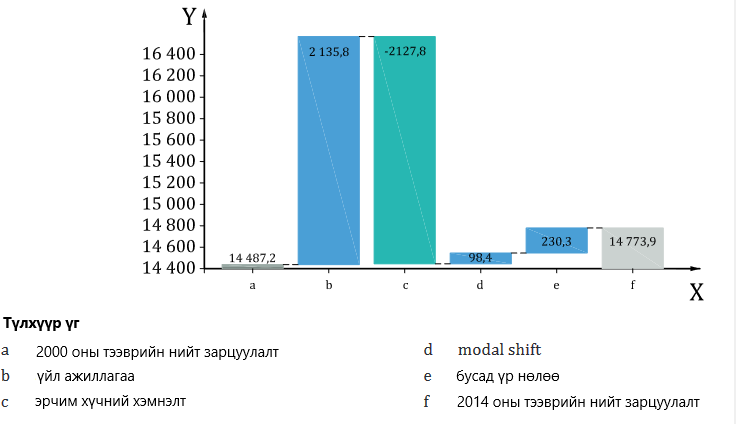 Y
16 400
16 200
16 000
15 800
15 600
15 400
15 200
15 000
14 800
14 600
14 400
14 487,2
2 135,8
-2127,8
98,4
230,3
14 773,9
a b c d e f
X
Түлхүүр үг
a 2000 оны тээврийн нийт зарцуулалт
b үйл ажиллагаа
c эрчим хүчний хэмнэлт
d modal shift
e бусад үр нөлөө
f 2014 оны тээврийн нийт зарцуулалт